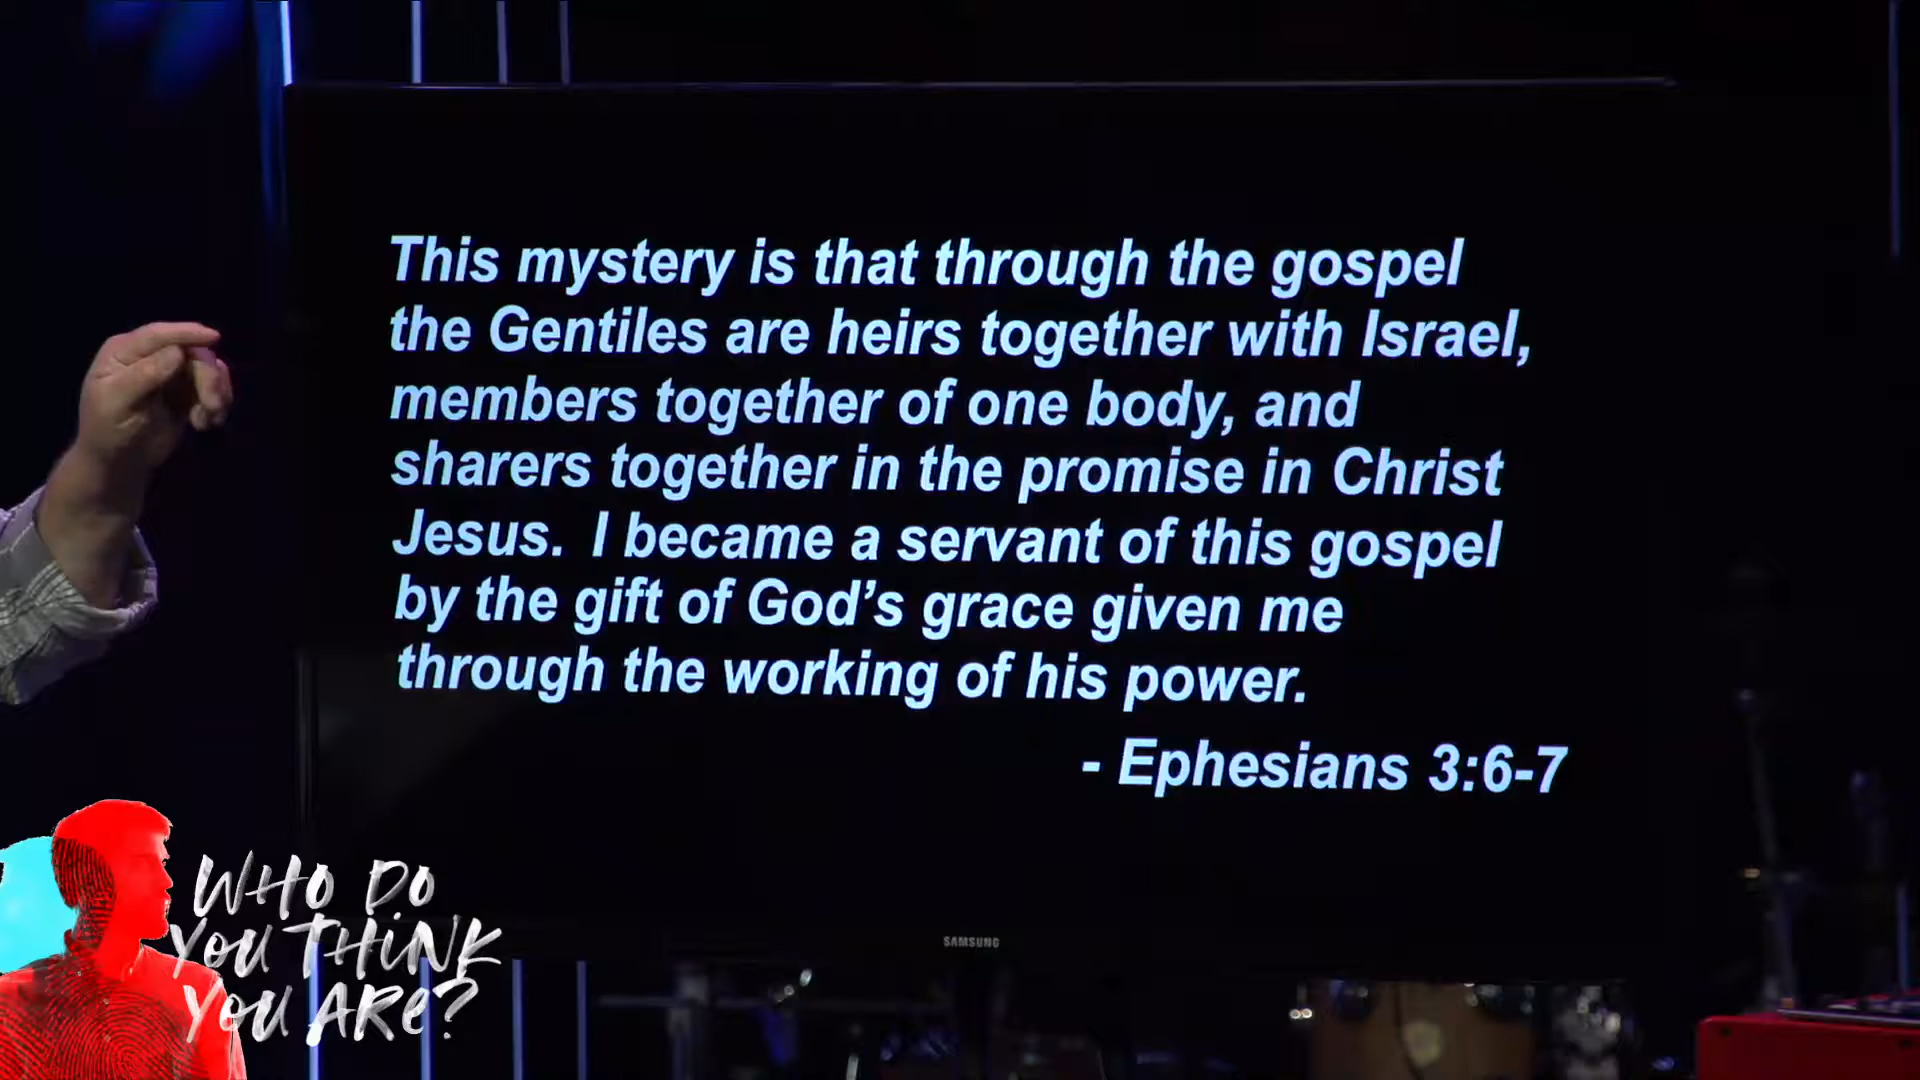 This mystery is that through the gospel
the Gentiles are heirs together with Israel,
members together of one body, and
sharers together in the promise in Christ
Jesus. I became a servant of this gospel
by the gift of God’s grace given me
through the working of his power.
- Ephesians 3:6-7
SAMSUNG
WHO DO
YOU THINK
YOU ARE?